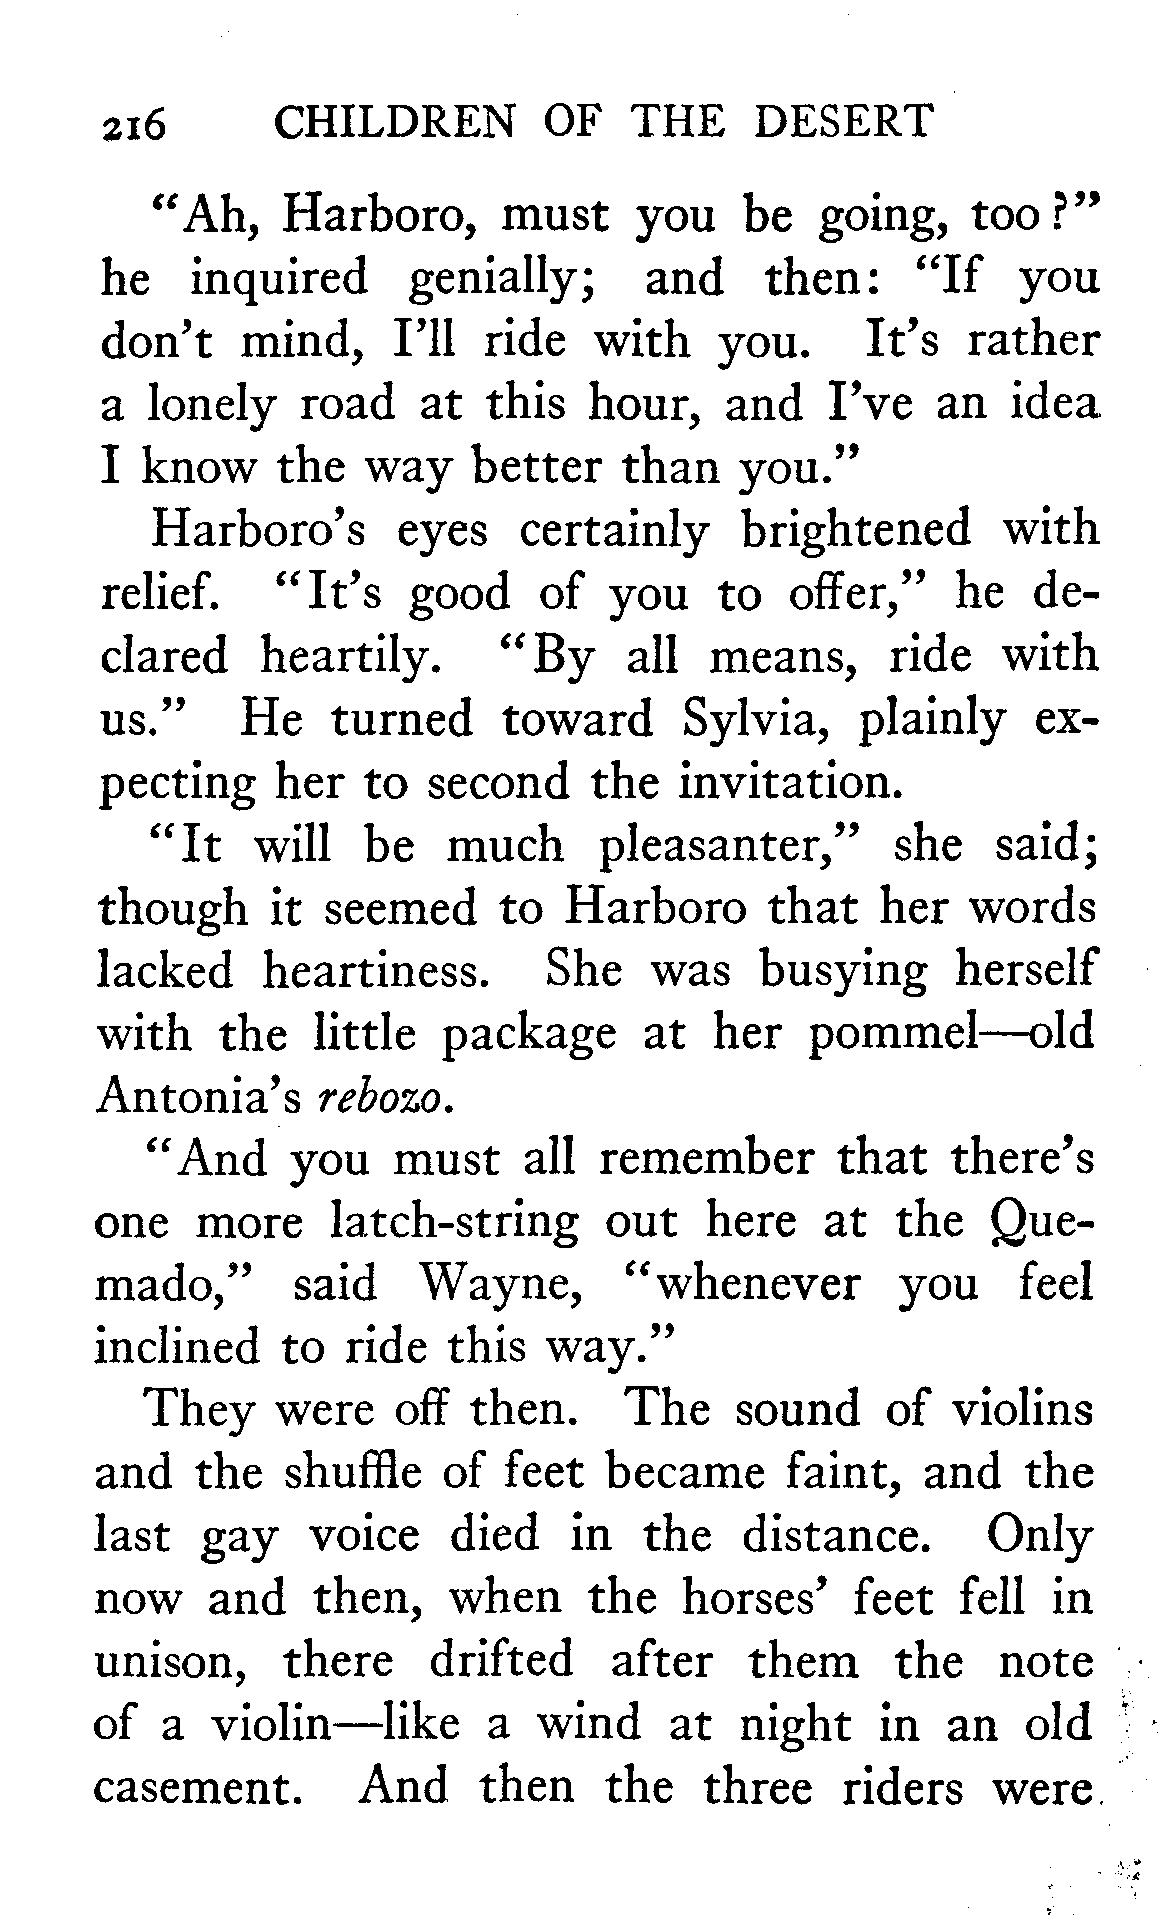 216 CHILDREN OF THE DESERT
“Ah, Harboro, must you be going, too?”
he inquired genially; and then: “If you
don’t mind, I’ll ride with you. It’s rather
a lonely road at this hour, and I’ve an idea
I know the way better than you.”
Harboro’s eyes certainly brightened with
relief. “It’s good of you to offer,” he de-
clared heartily. “By all means, ride with
us.” He turned toward Sylvia, plainly ex-
pecting her to second the invitation.
“It will be much pleasanter,” she said;
though it seemed to Harboro that her words
lacked heartiness. She was busying herself
with the little package at her pommel—old
Antonia’s rebozo.
“And you must all remember that there’s
one more latch-string out here at the Que-
mado,” said Wayne, “whenever you feel
inclined to ride this way.”
They were off then. The sound of violins
and the shuffle of feet became faint, and the
last gay voice died in the distance. Only
now and then, when the horses’ feet fell in
unison, there drifted after them the note
of a violin—like a wind at night in an old
casement. And then the three riders were